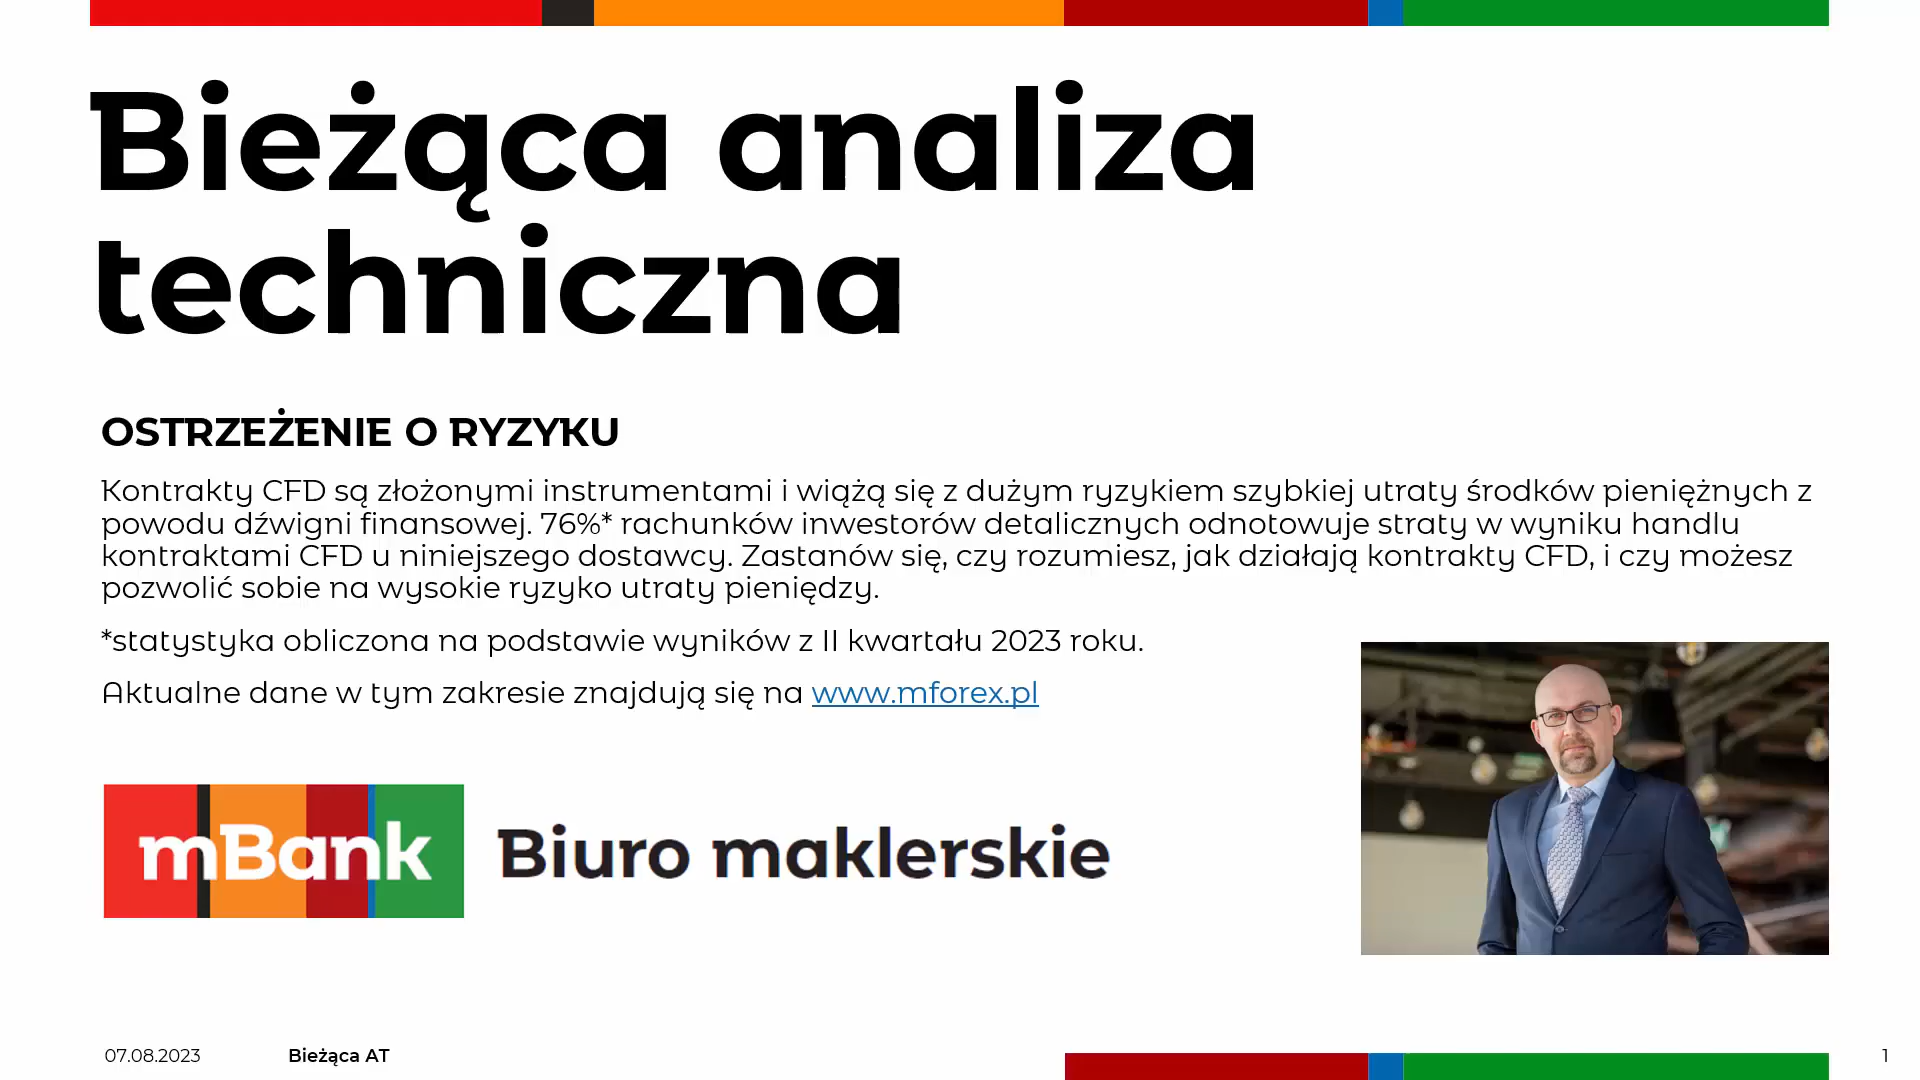 Bieżąca analiza
techniczna
OSTRZEŻENIE O RYZYKU
Kontrakty CFD są złożonymi instrumentami i wiążą się z dużym ryzykiem szybkiej utraty środków pieniężnych z
powodu dźwigni finansowej. 76%* rachunków inwestorów detalicznych odnotowuje straty w wyniku handlu
kontraktami CFD u niniejszego dostawcy. Zastanów się, czy rozumiesz, jak działają kontrakty CFD, i czy możesz
pozwolić sobie na wysokie ryzyko utraty pieniędzy.
*statystyka obliczona na podstawie wyników z II kwartału 2023 roku.
Aktualne dane w tym zakresie znajdują się na www.mforex.pl
mBank Biuro maklerskie
07.08.2023 Bieżąca AT 1